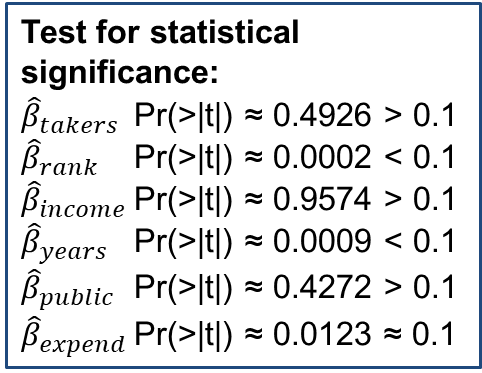 Test for statistical
significance:
β̂takers Pr(>|t|) ≈ 0.4926 > 0.1
β̂rank Pr(>|t|) ≈ 0.0002 < 0.1
β̂income Pr(>|t|) ≈ 0.9574 > 0.1
β̂years Pr(>|t|) ≈ 0.0009 < 0.1
β̂public Pr(>|t|) ≈ 0.4272 > 0.1
β̂expend Pr(>|t|) ≈ 0.0123 ≈ 0.1